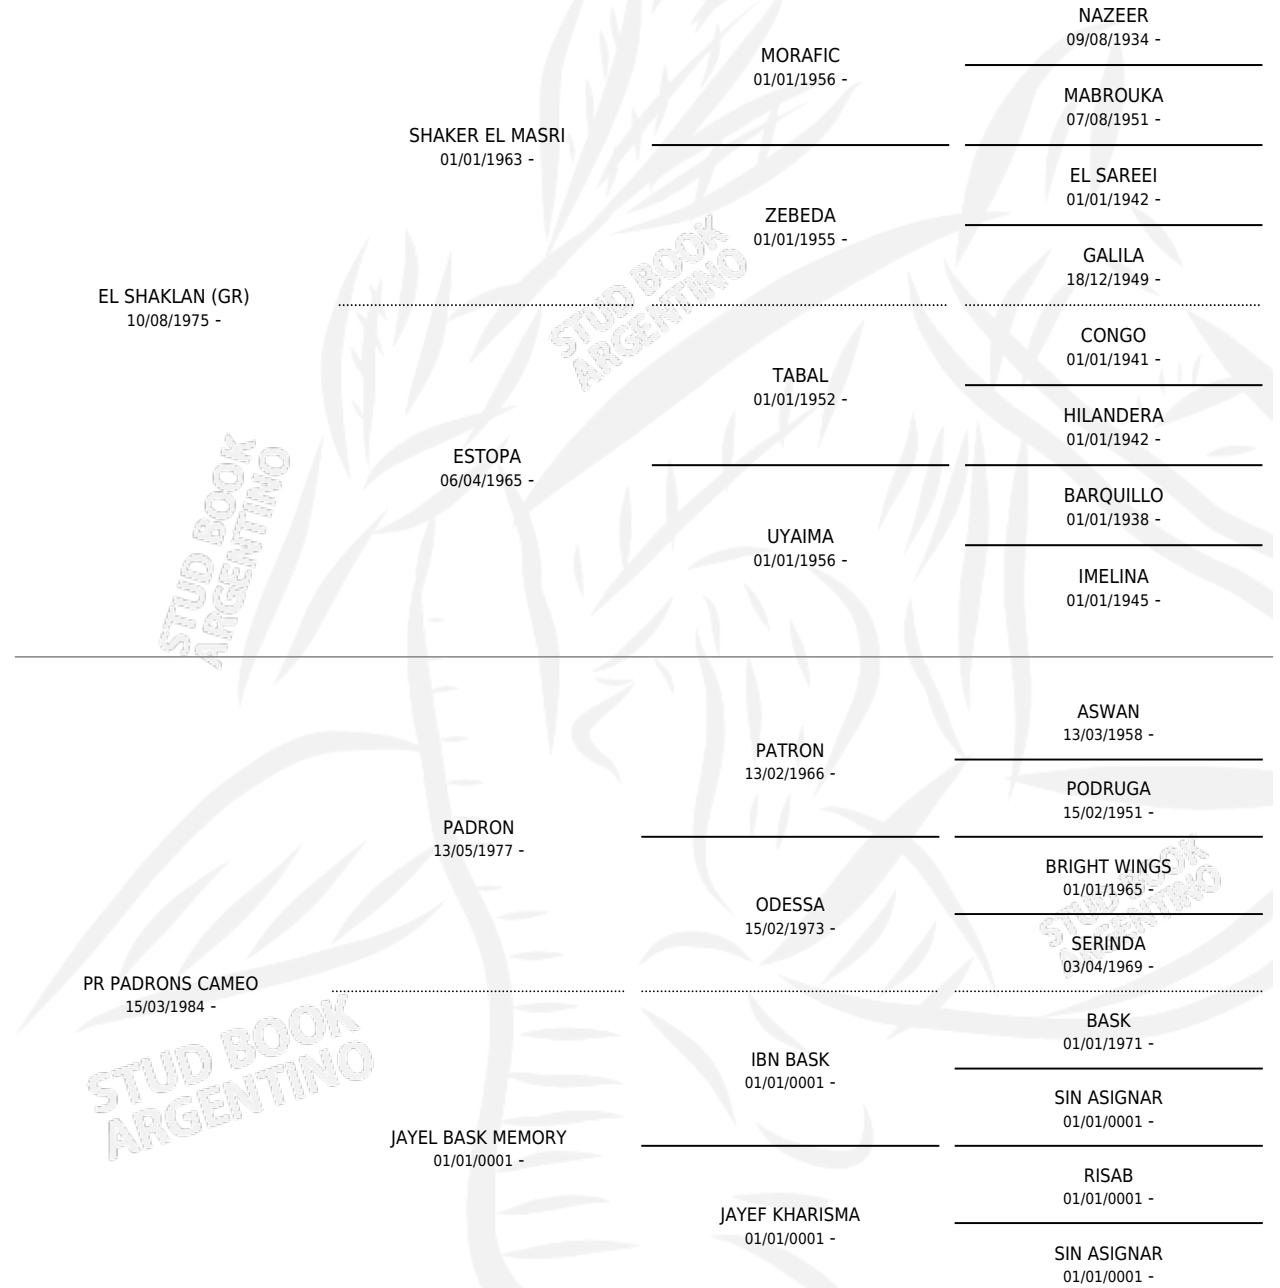 NAZEER
09/08/1934 -
MORAFIC
01/01/1956 -
MABROUKA
07/08/1951 -
SHAKER EL MASRI
01/01/1963 -
EL SAREEI
01/01/1942 -
ZEBEDA
01/01/1955 -
GALILA
18/12/1949 -
EL SHAKLAN (GR)
10/08/1975 -
CONGO
01/01/1941 -
TABAL
01/01/1952 -
HILANDERA
01/01/1942 -
ESTOPA
06/04/1965 -
BARQUILLO
01/01/1938 -
UYAIMA
01/01/1956 -
IMELINA
01/01/1945 -
ASWAN
13/03/1958 -
PATRON
13/02/1966 -
PODRUGA
15/02/1951 -
PADRON
13/05/1977 -
BRIGHT WINGS
01/01/1965 -
ODESSA
15/02/1973 -
SERINDA
03/04/1969 -
PR PADRONS CAMEO
15/03/1984 -
BASK
01/01/1971 -
IBN BASK
01/01/0001 -
SIN ASIGNAR
01/01/0001 -
JAYEL BASK MEMORY
01/01/0001 -
RISAB
01/01/0001 -
JAYEF KHARISMA
01/01/0001 -
SIN ASIGNAR
01/01/0001 -
STUD BOOK
ARGENTINO
STUD BOOK
ARGENTINO
STUD BOOK
ARGENTINO
STUD BOOK
ARGENTINO